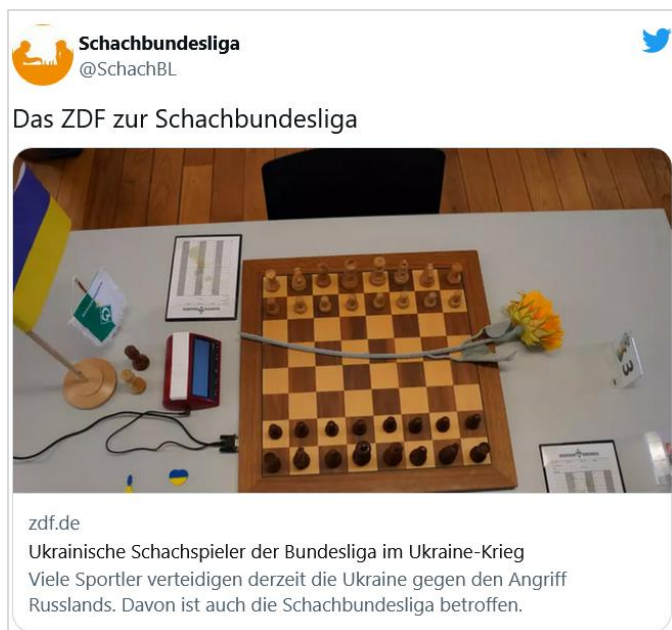 Schachbundesliga
@SchachBL
Das ZDF zur Schachbundesliga
3
zdf.de
Ukrainische Schachspieler der Bundesliga im Ukraine-Krieg
Viele Sportler verteidigen derzeit die Ukraine gegen den Angriff
Russlands. Davon ist auch die Schachbundesliga betroffen.